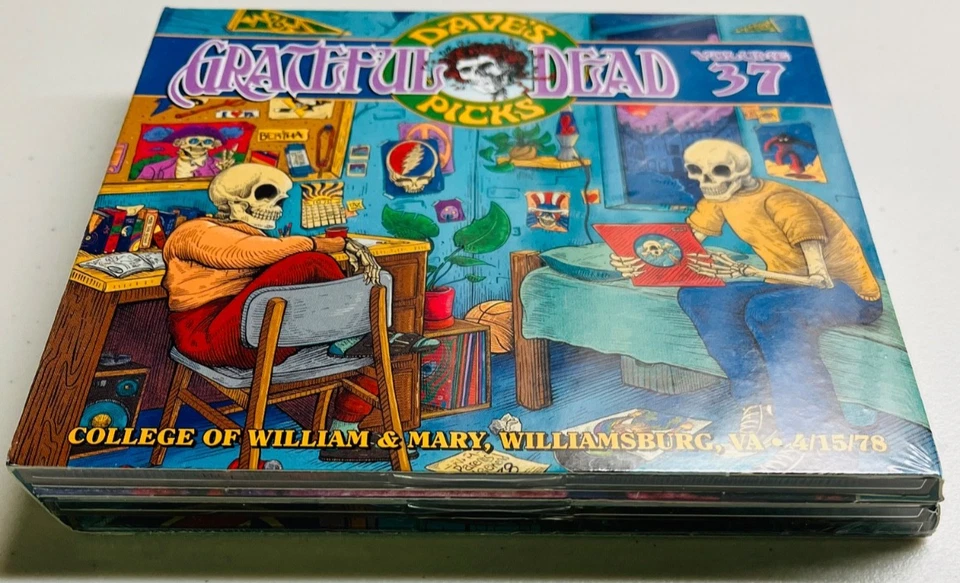 DAVE'S
GRATEFUL DEAD
PICKS
VOLUME
37
BERTHA
COLLEGE OF WILLIAM & MARY, WILLIAMSBURG, VA • 4/15/78